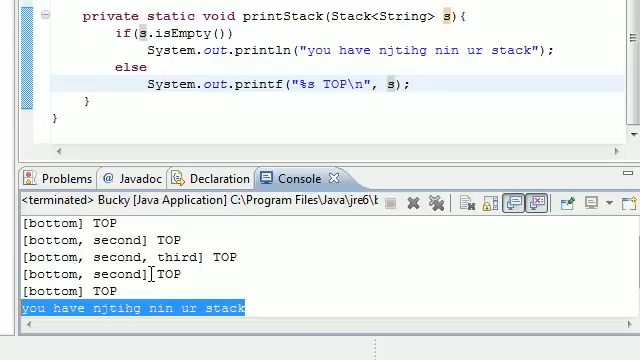 private static void printStack(Stack<String> s){
if(s.isEmpty())
System.out.println("you have njtihg nin ur stack");
else
System.out.printf("%s TOP\n", s);
}
}
Problems @ Javadoc Declaration Console
<terminated> Bucky [Java Application] C:\Program Files\Java\jre6\b
[bottom] TOP
[bottom, second] TOP
[bottom, second, third] TOP
[bottom, second] TOP
[bottom] TOP
you have njtihg nin ur stack